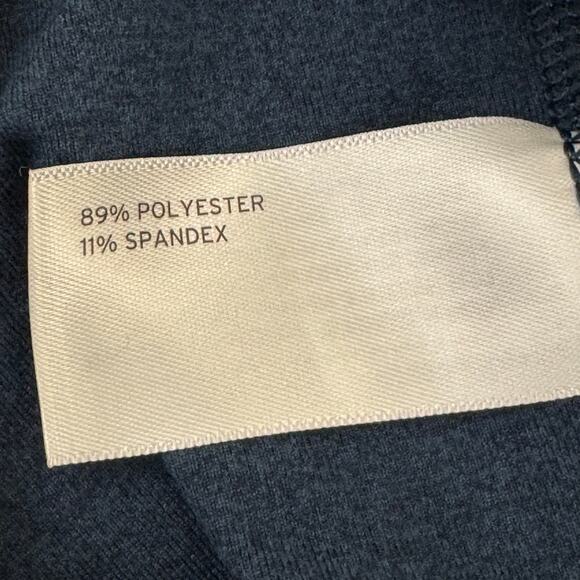 89% POLYESTER
11% SPANDEX